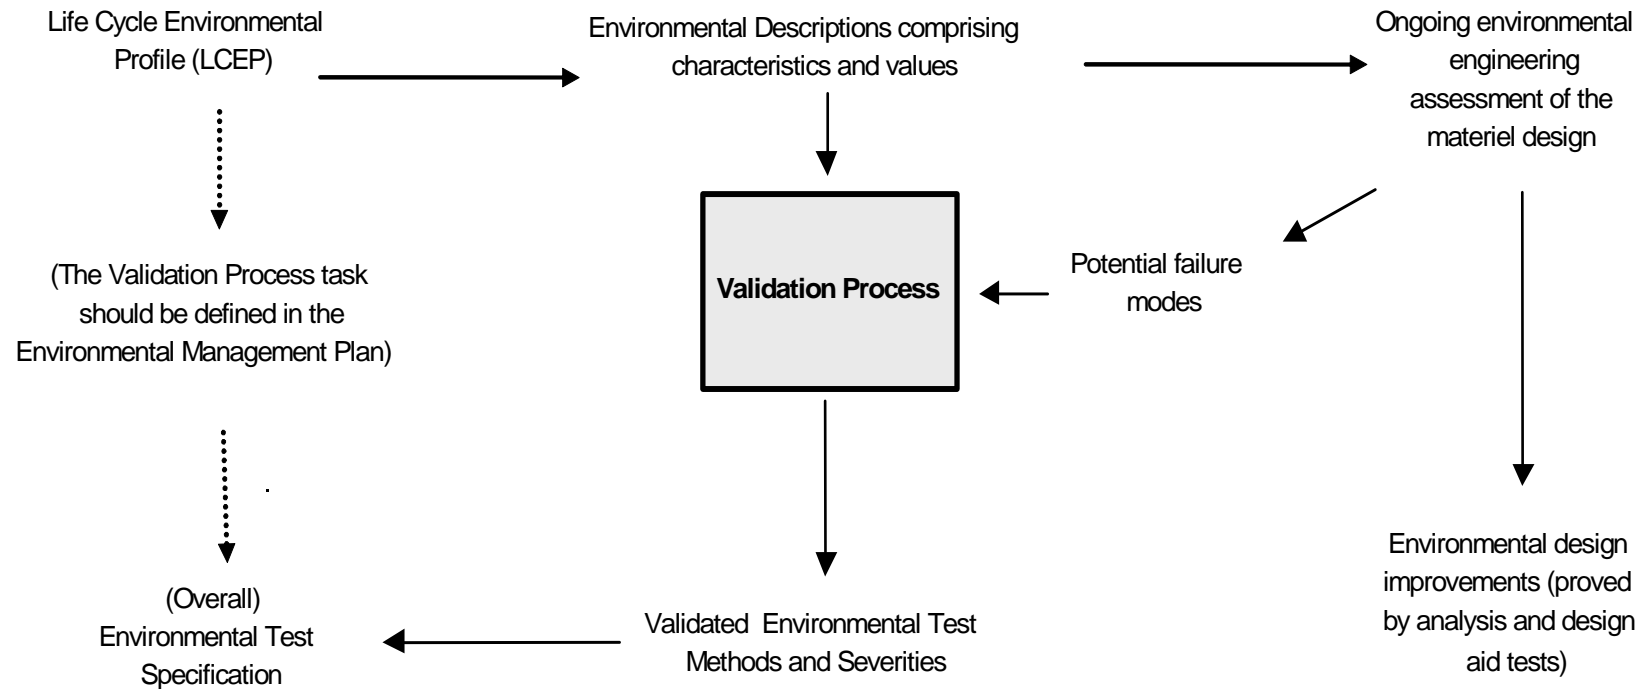 Life Cycle Environmental
Profile (LCEP)
Environmental Descriptions comprising
characteristics and values
Ongoing environmental
engineering
assessment of the
materiel design
(The Validation Process task
should be defined in the
Environmental Management Plan)
Validation Process
Potential failure
modes
(Overall)
Environmental Test
Specification
Validated Environmental Test
Methods and Severities
Environmental design
improvements (proved
by analysis and design
aid tests)